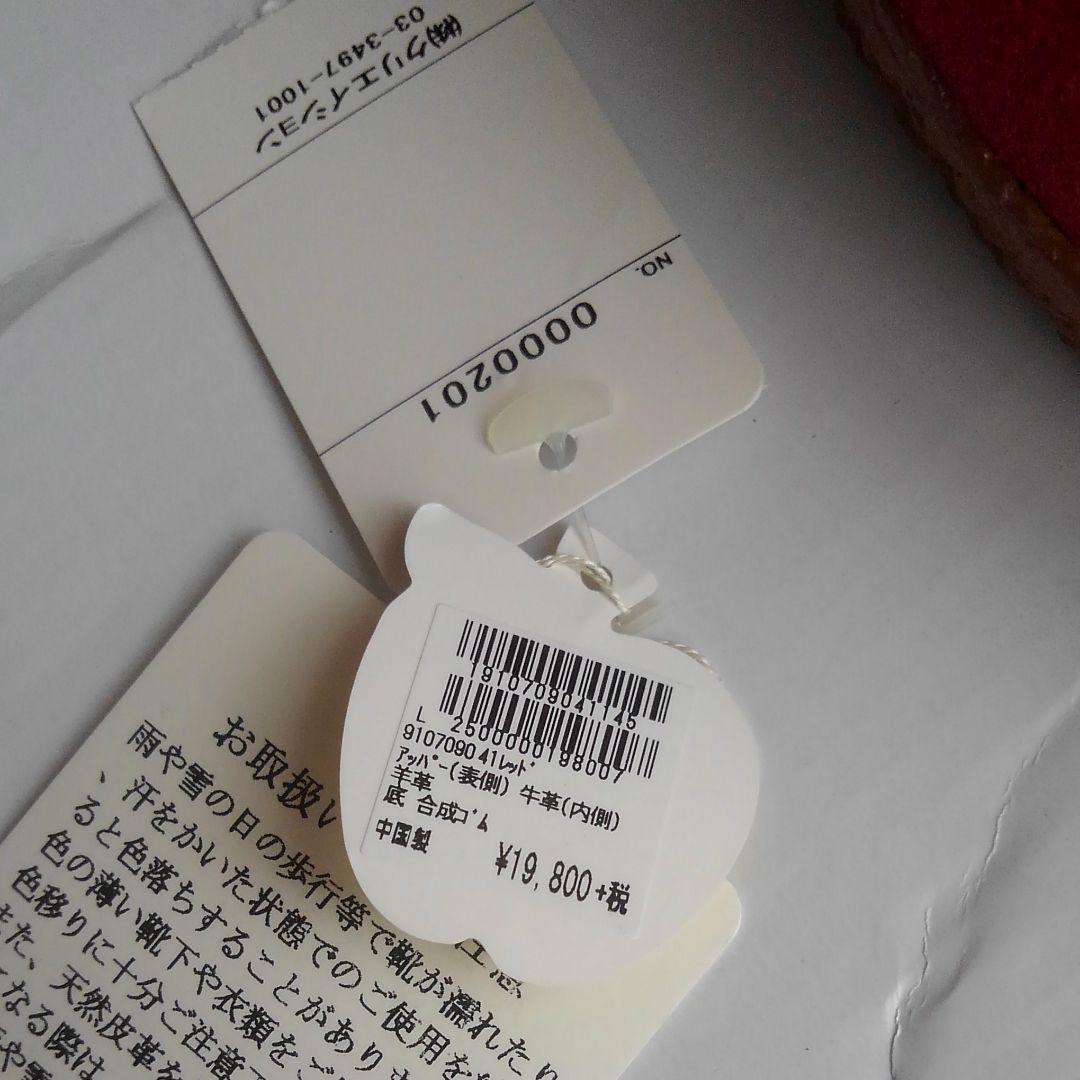 ㈱クリエイション
03-3497-1001
NO.
0000201
1910709041145
L 2500000198007
9107090 41ﾚｯﾄﾞ
ｱｯﾊﾟｰ(表側) 牛革(内側)
羊革
底 合成ｺﾞﾑ
中国製
¥19,800+税
お取扱い
雨や雪の日の歩行等で靴が濡れたり
、汗をかいた状態でのご使用を
ると色落ちすることがあり
色の薄い靴下や衣類をご
色移りに十分ご注意下
また、天然皮革を
なる際は